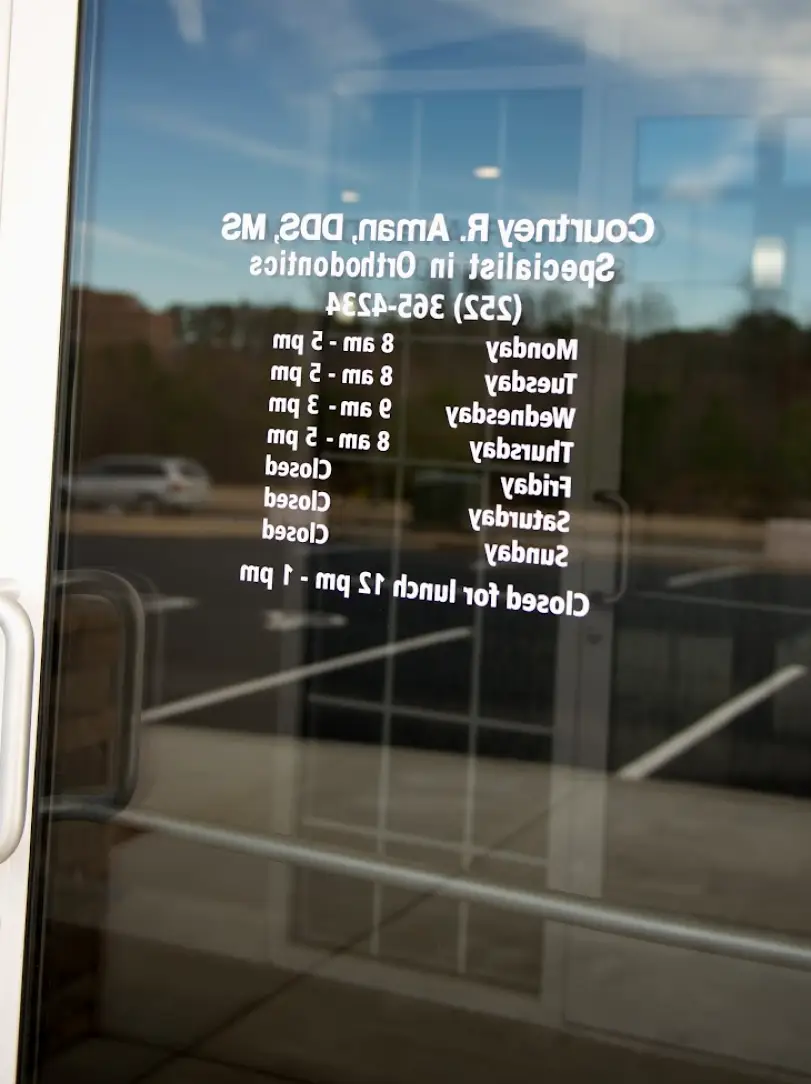 Courtney R. Aman, DDS, MS
Specialist in Orthodontics
(252) 365-4234
Monday 8 am - 5 pm
Tuesday 8 am - 5 pm
Wednesday 9 am - 3 pm
Thursday 8 am - 5 pm
Friday Closed
Saturday Closed
Sunday Closed
Closed for lunch 12 pm - 1 pm